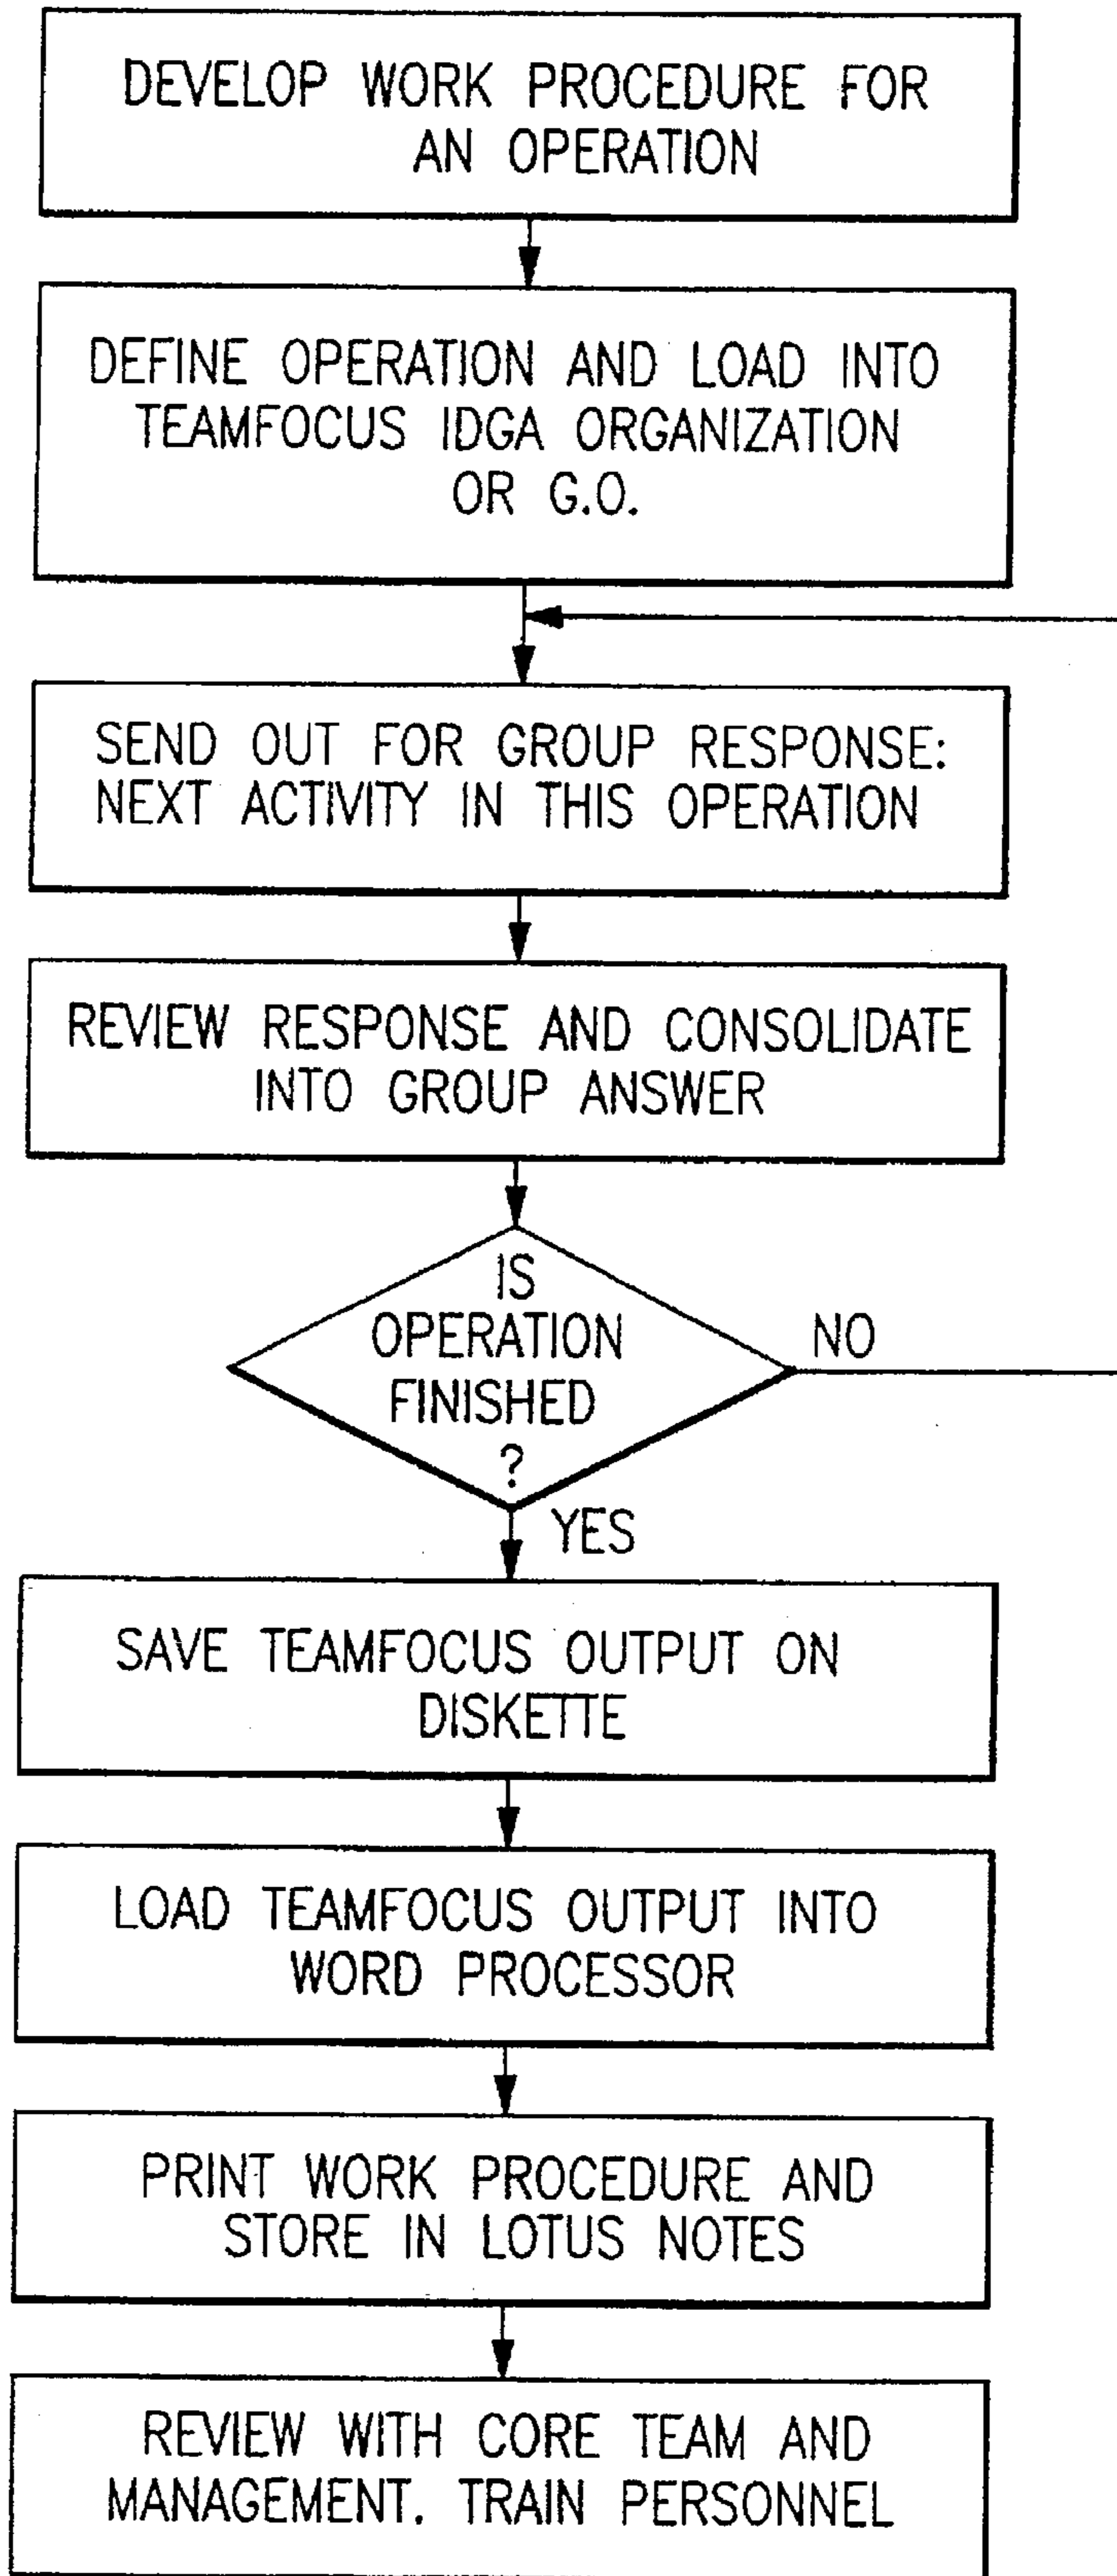 DEVELOP WORK PROCEDURE FOR
AN OPERATION
DEFINE OPERATION AND LOAD INTO
TEAMFOCUS IDGA ORGANIZATION
OR G.O.
SEND OUT FOR GROUP RESPONSE:
NEXT ACTIVITY IN THIS OPERATION
REVIEW RESPONSE AND CONSOLIDATE
INTO GROUP ANSWER
IS
OPERATION
FINISHED
?
NO
YES
SAVE TEAMFOCUS OUTPUT ON
DISKETTE
LOAD TEAMFOCUS OUTPUT INTO
WORD PROCESSOR
PRINT WORK PROCEDURE AND
STORE IN LOTUS NOTES
REVIEW WITH CORE TEAM AND
MANAGEMENT. TRAIN PERSONNEL